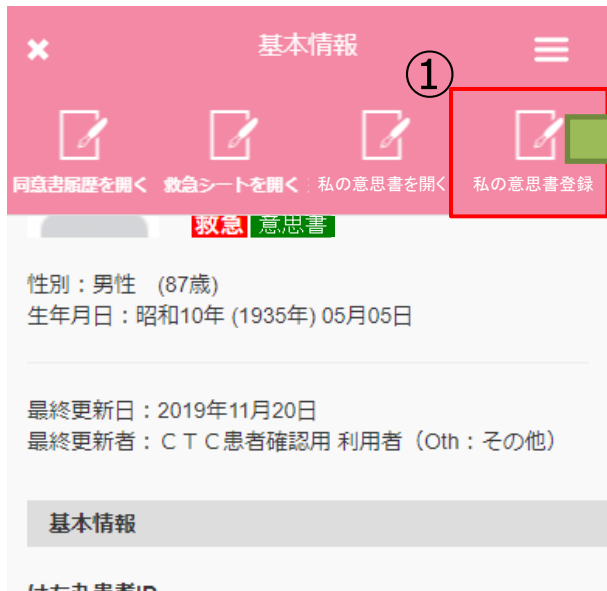 基本情報
①
同意書履歴を開く 救急シートを開く 私の意思書を開く 私の意思書登録
救急 意思書
性別：男性 (87歳)
生年月日：昭和10年 (1935年) 05月05日
最終更新日：2019年11月20日
最終更新者：ＣＴＣ患者確認用 利用者（Oth：その他）
基本情報